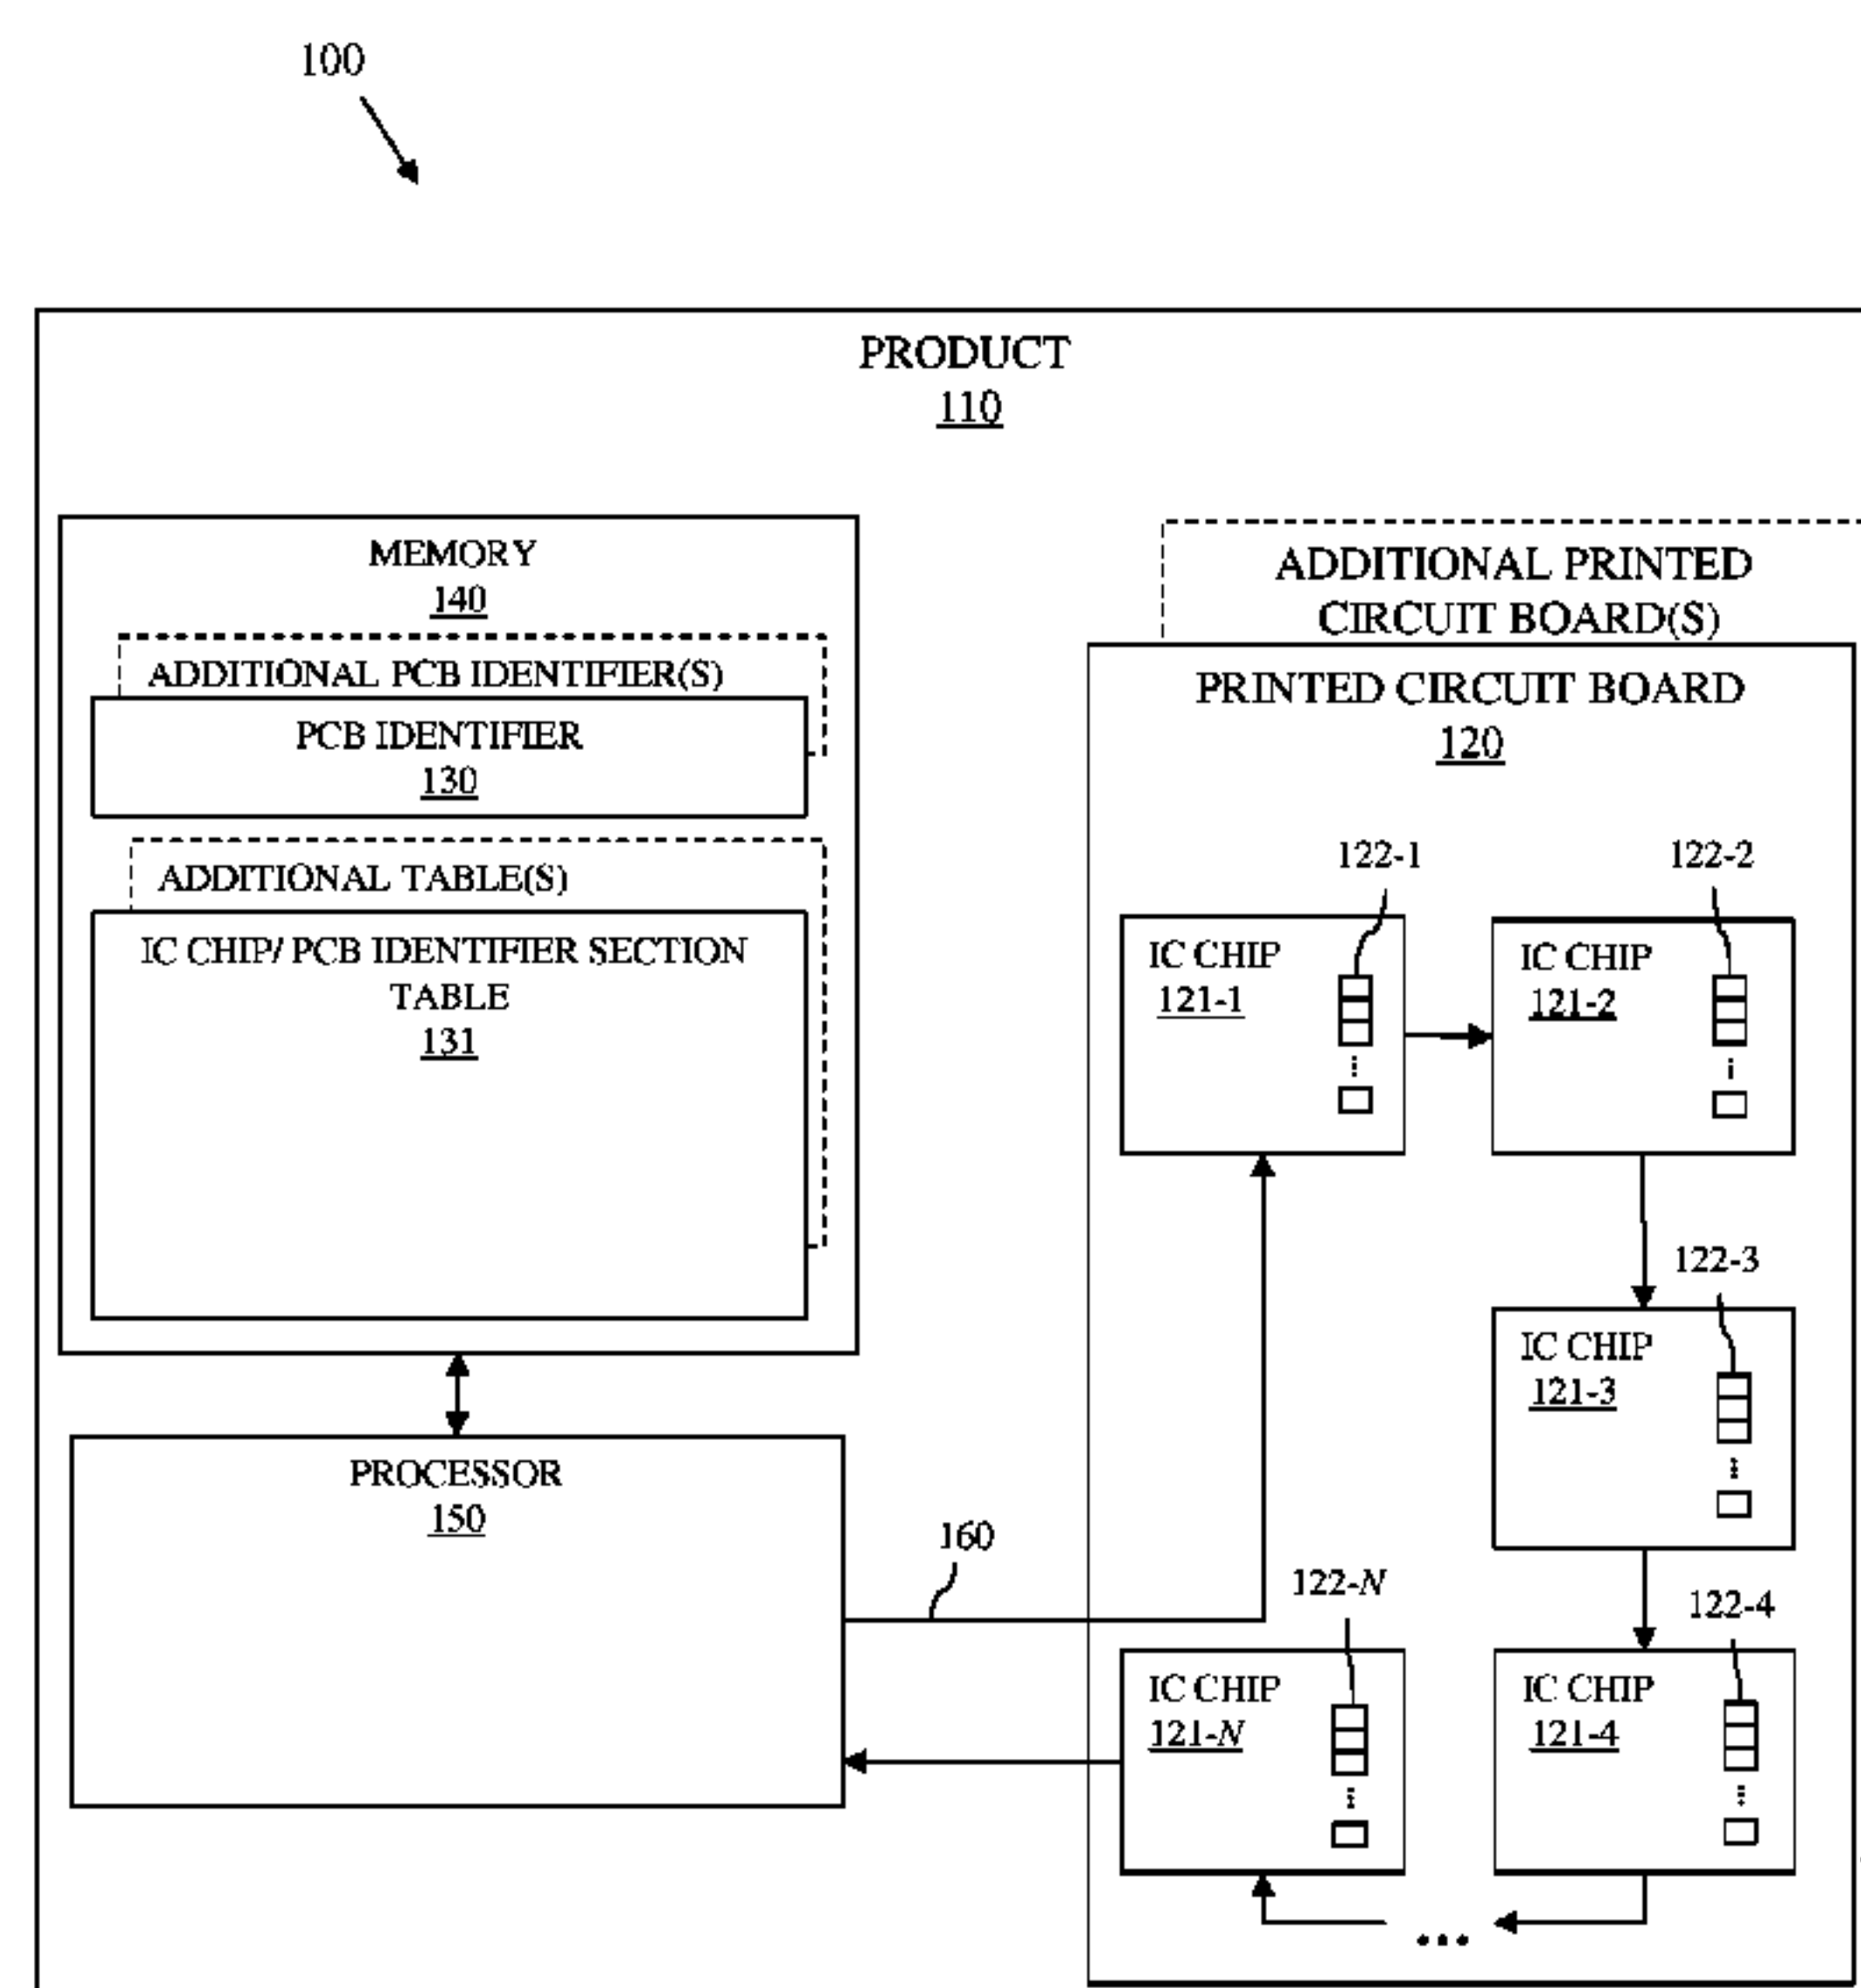 100
PRODUCT
110
MEMORY
140
ADDITIONAL PCB IDENTIFIER(S)
PCB IDENTIFIER
130
ADDITIONAL TABLE(S)
IC CHIP/ PCB IDENTIFIER SECTION
TABLE
131
PROCESSOR
150
160
ADDITIONAL PRINTED
CIRCUIT BOARD(S)
PRINTED CIRCUIT BOARD
120
122-1
122-2
IC CHIP
121-1
IC CHIP
121-2
122-3
IC CHIP
121-3
122-N
122-4
IC CHIP
121-N
IC CHIP
121-4
...